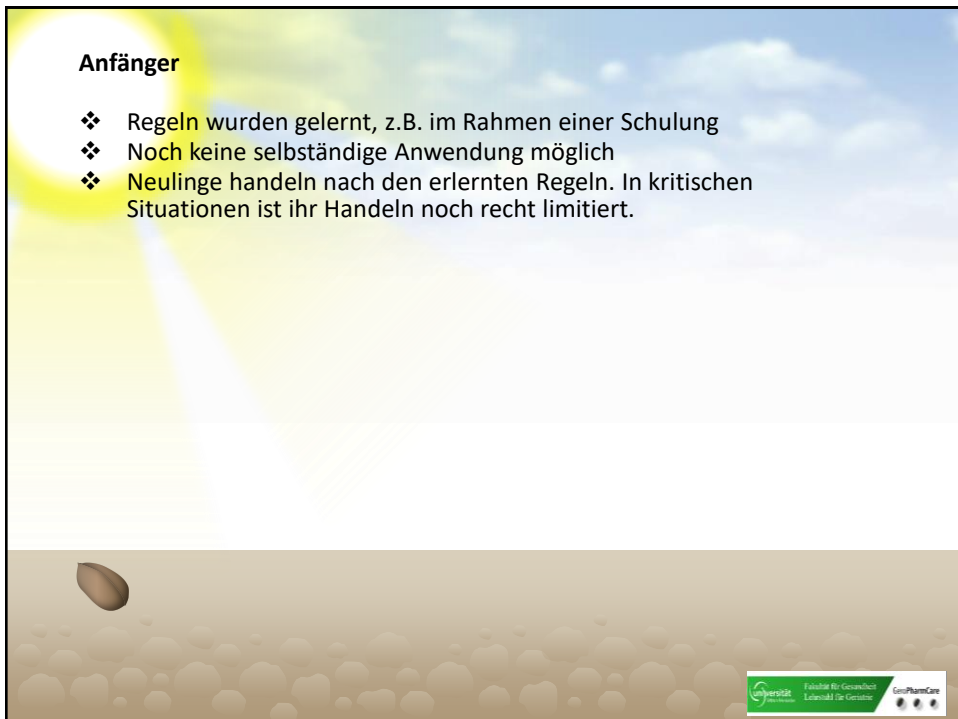 Anfänger
❖ Regeln wurden gelernt, z.B. im Rahmen einer Schulung
❖ Noch keine selbständige Anwendung möglich
❖ Neulinge handeln nach den erlernten Regeln. In kritischen
Situationen ist ihr Handeln noch recht limitiert.
universität
Fakultät für Gesundheit
Lehrstuhl für Geriatrie
GeroPharmCare